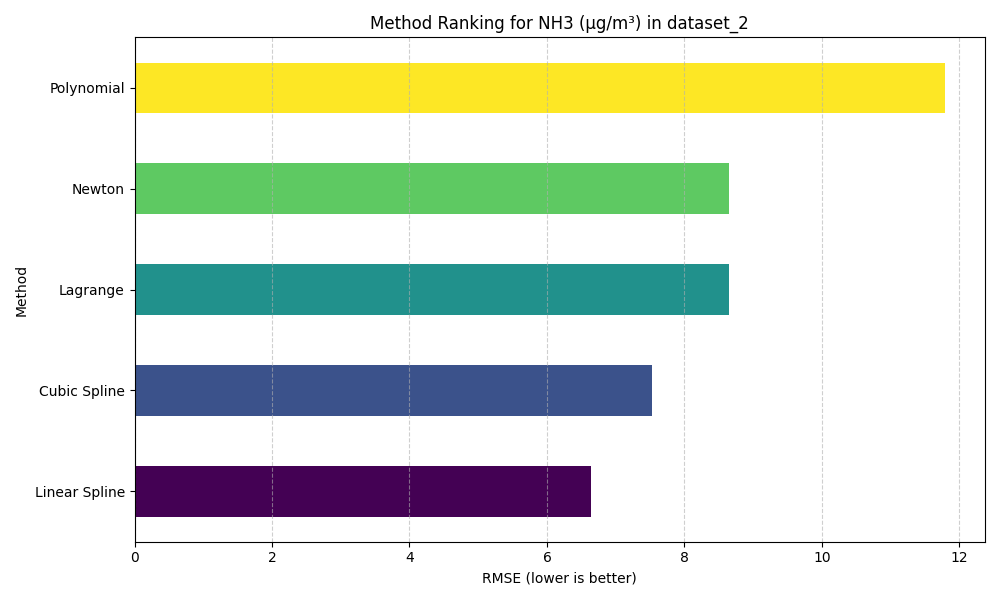 Method Ranking for NH3 (µg/m³) in dataset_2
Method
Polynomial
Newton
Lagrange
Cubic Spline
Linear Spline
0 2 4 6 8 10 12
RMSE (lower is better)